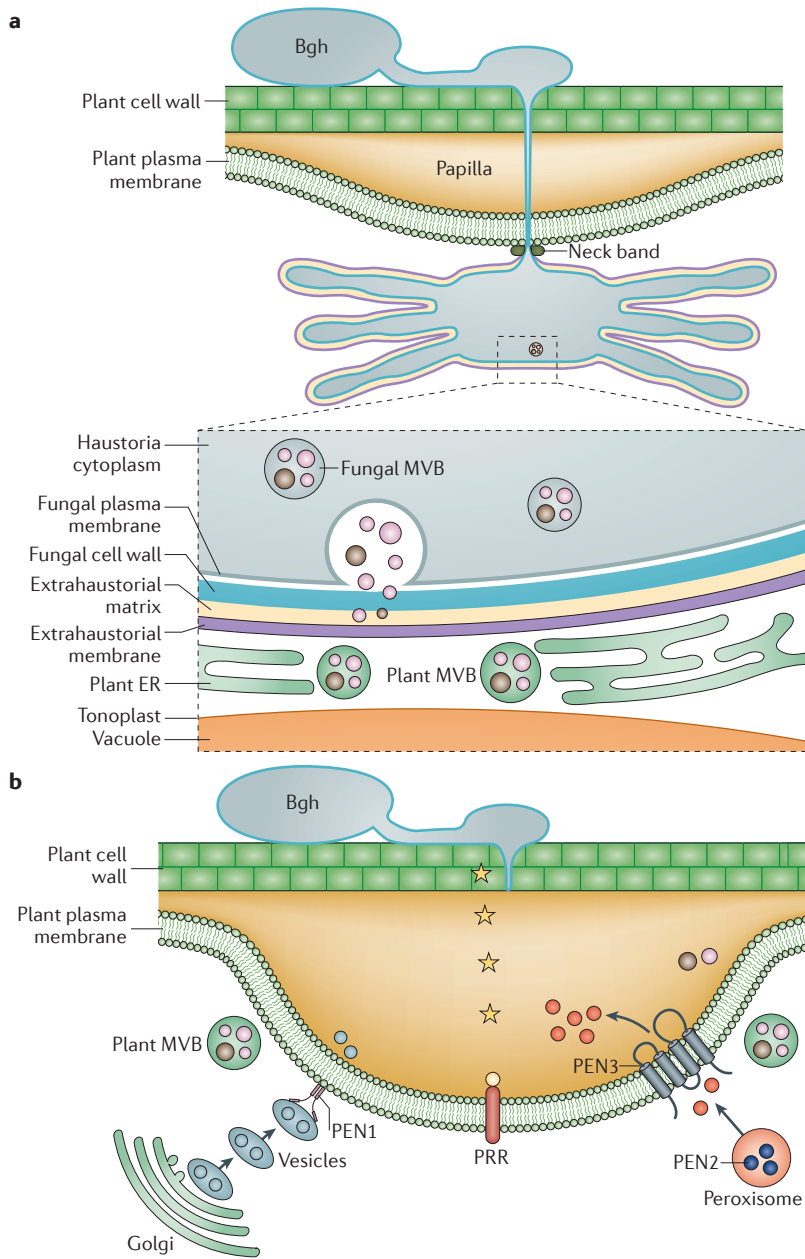 a
Bgh
Plant cell wall
Plant plasma
membrane
Papilla
Neck band
Haustoria
cytoplasm
Fungal MVB
Fungal plasma
membrane
Fungal cell wall
Extrahaustorial
matrix
Extrahaustorial
membrane
Plant ER
Plant MVB
Tonoplast
Vacuole
b
Bgh
Plant cell
wall
Plant plasma
membrane
Plant MVB
PEN3
PEN1
Vesicles
PRR
PEN2
Peroxisome
Golgi